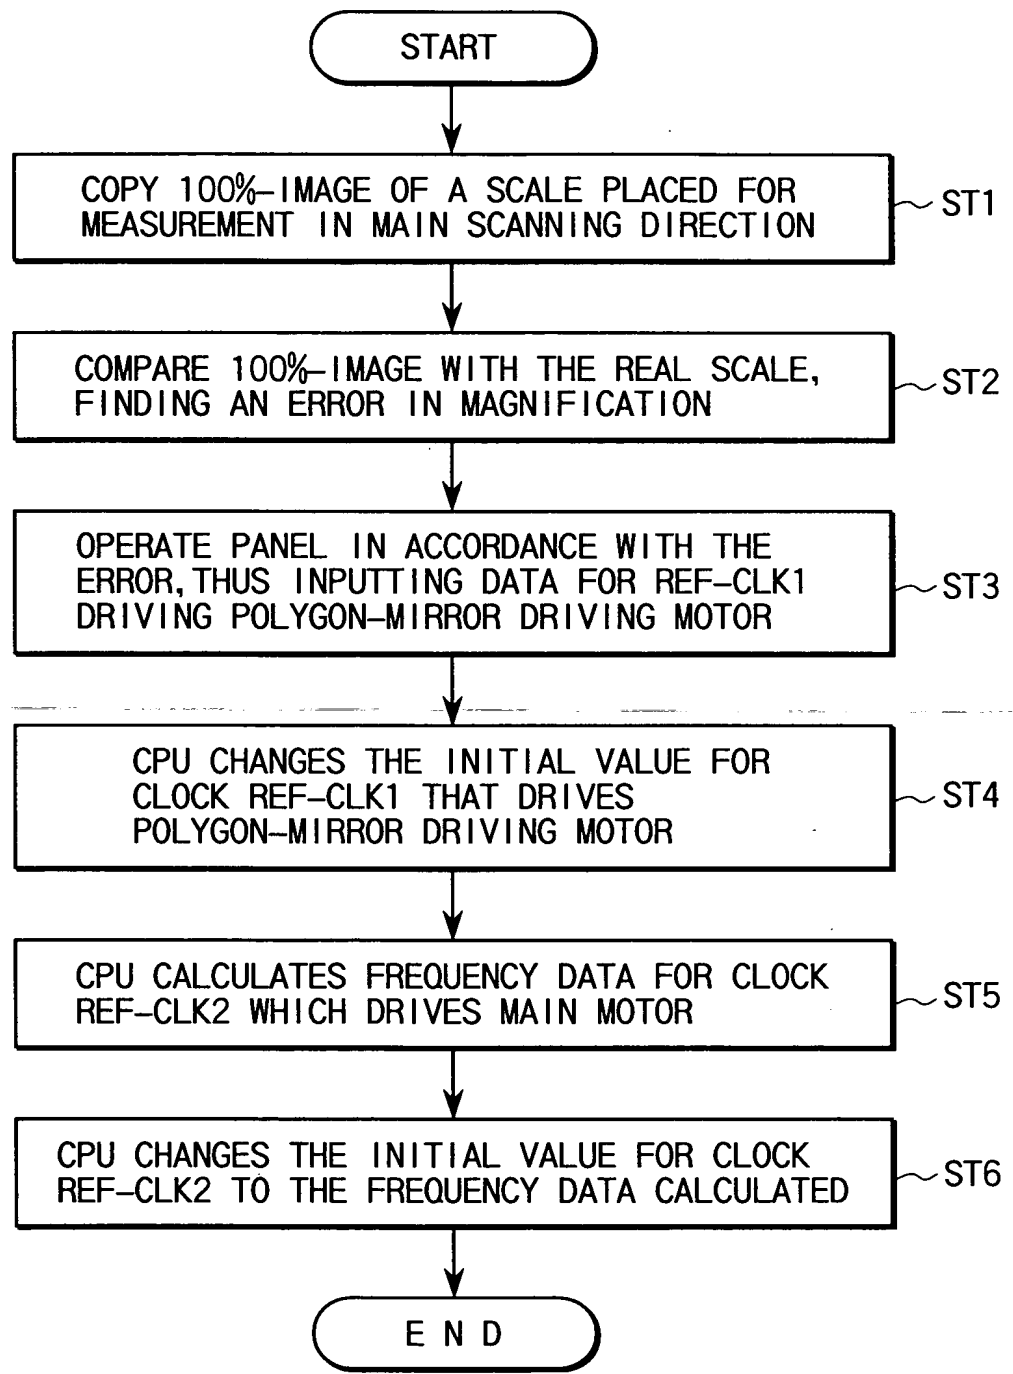 START
COPY 100%-IMAGE OF A SCALE PLACED FOR
MEASUREMENT IN MAIN SCANNING DIRECTION
ST1
COMPARE 100%-IMAGE WITH THE REAL SCALE,
FINDING AN ERROR IN MAGNIFICATION
ST2
OPERATE PANEL IN ACCORDANCE WITH THE
ERROR, THUS INPUTTING DATA FOR REF-CLK1
DRIVING POLYGON-MIRROR DRIVING MOTOR
ST3
CPU CHANGES THE INITIAL VALUE FOR
CLOCK REF-CLK1 THAT DRIVES
POLYGON-MIRROR DRIVING MOTOR
ST4
CPU CALCULATES FREQUENCY DATA FOR CLOCK
REF-CLK2 WHICH DRIVES MAIN MOTOR
ST5
CPU CHANGES THE INITIAL VALUE FOR CLOCK
REF-CLK2 TO THE FREQUENCY DATA CALCULATED
ST6
END